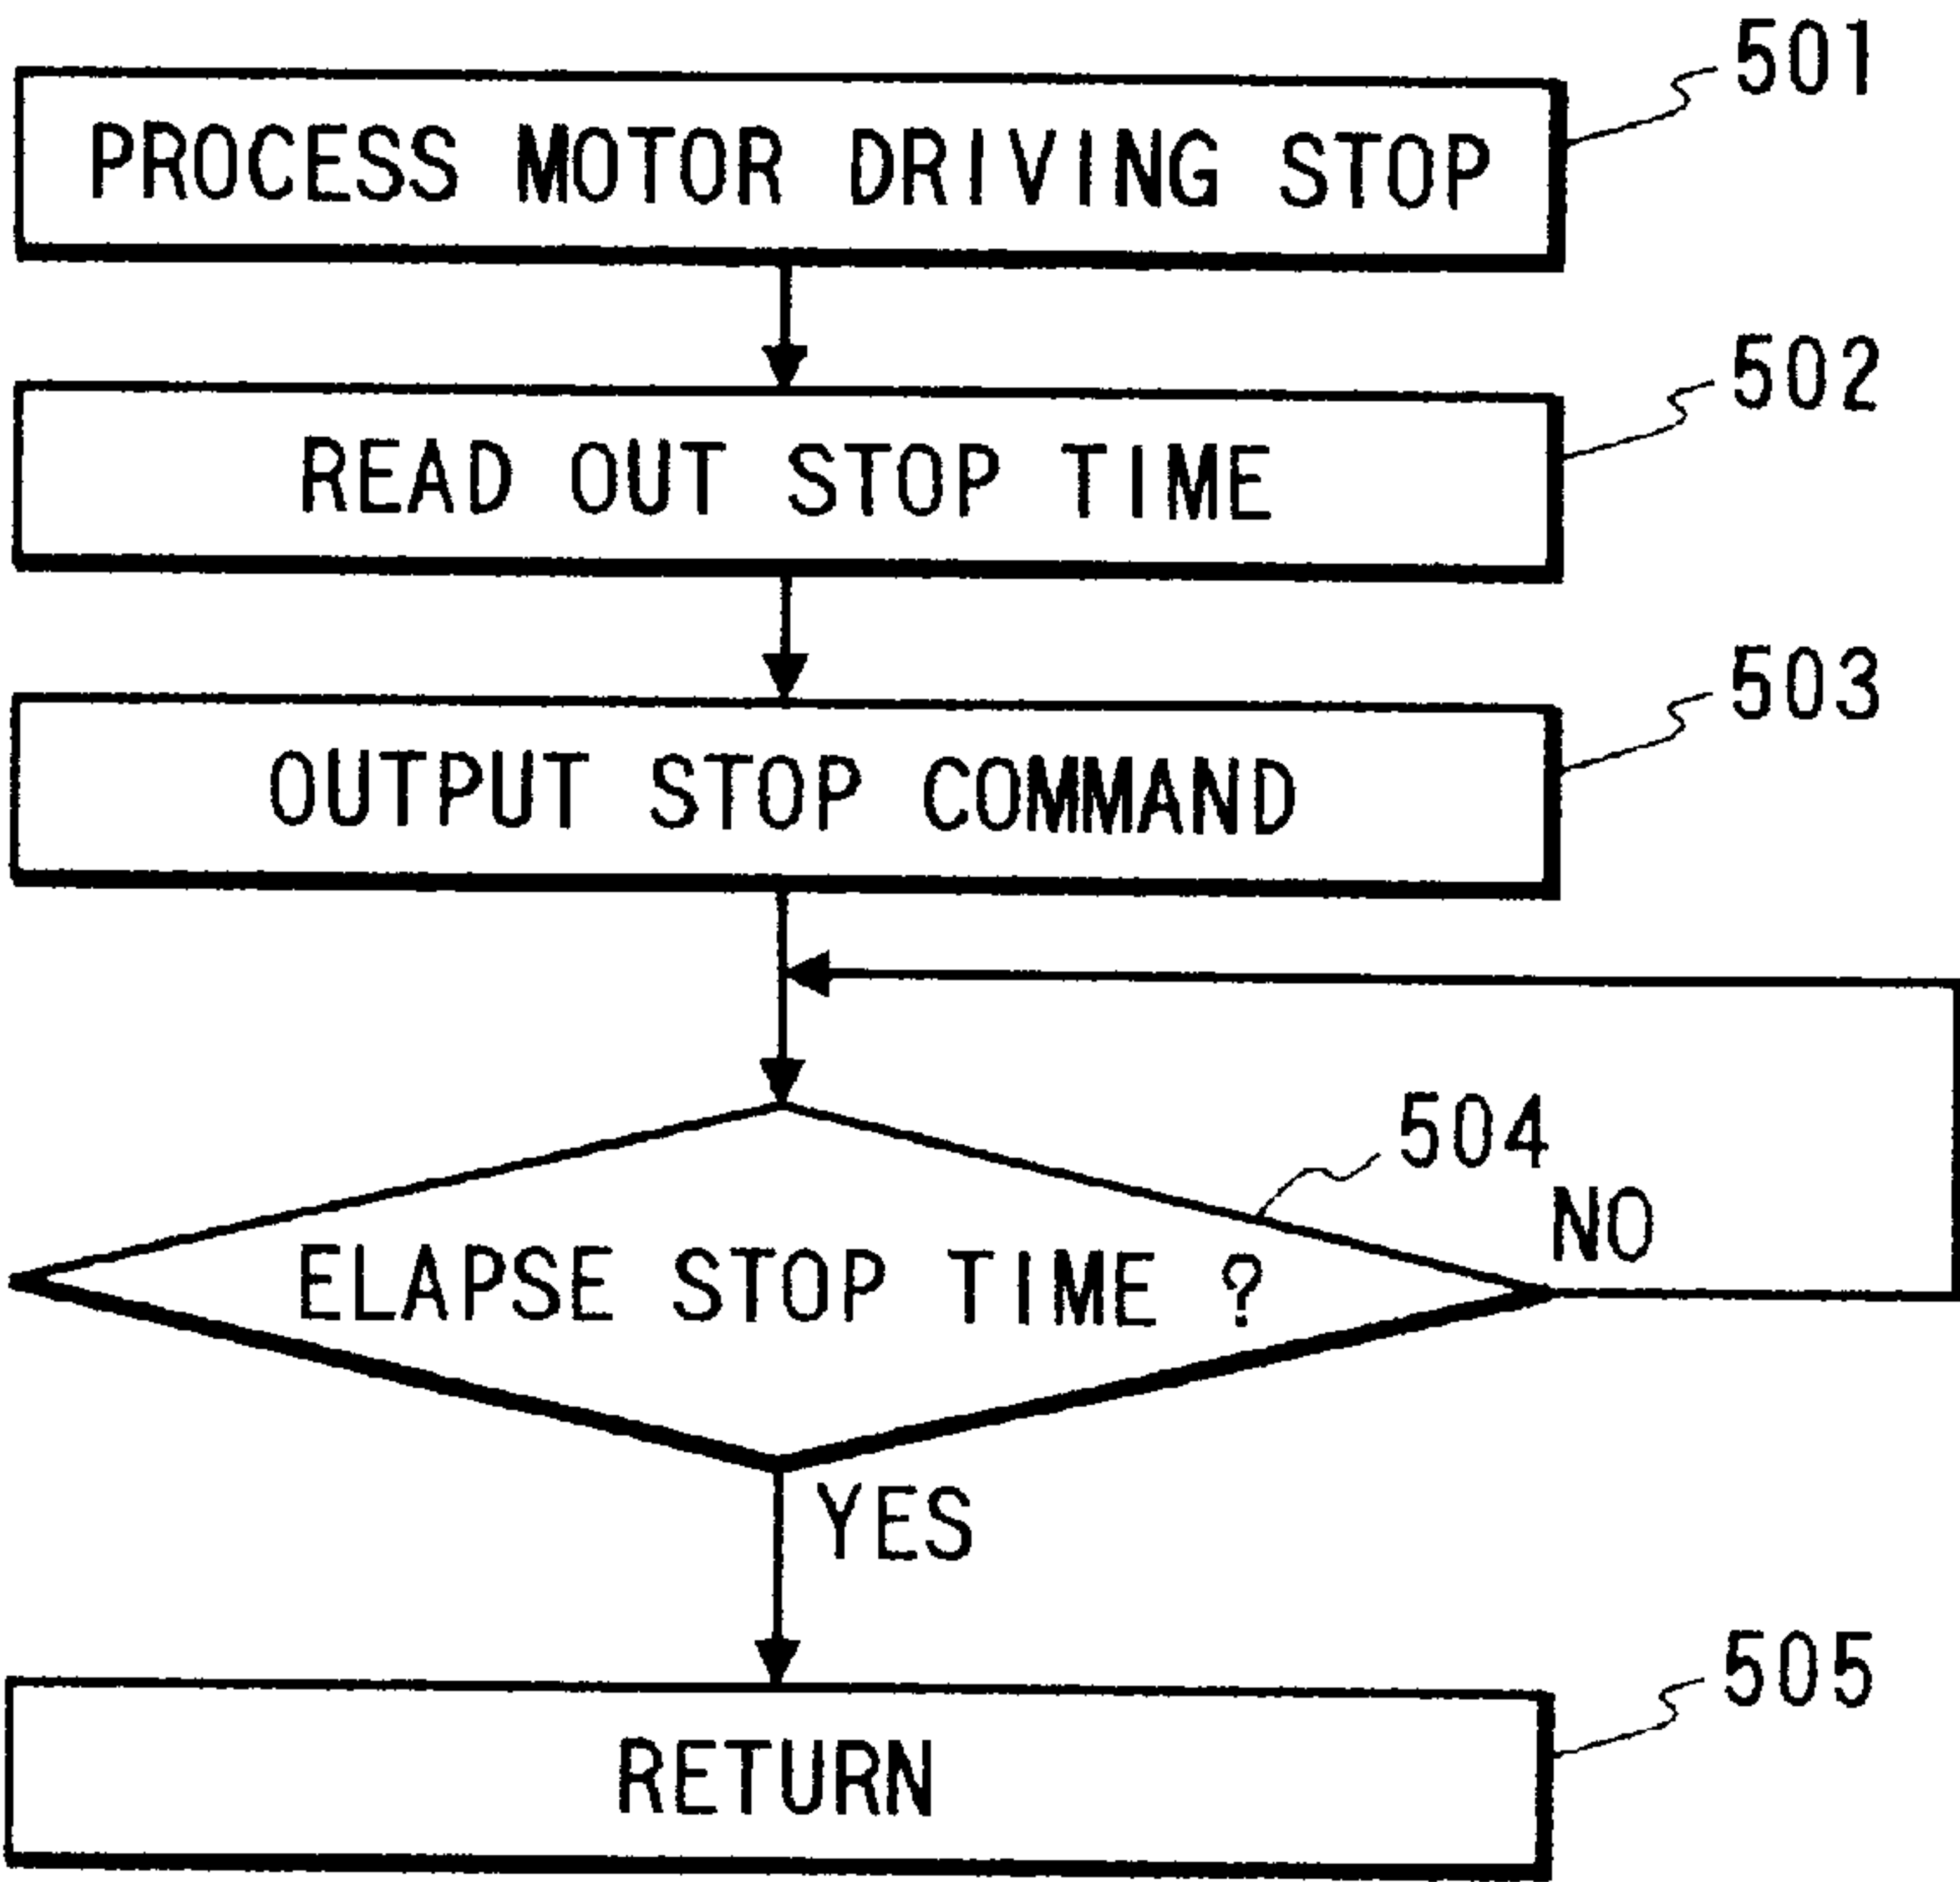 501
PROCESS MOTOR DRIVING STOP
502
READ OUT STOP TIME
503
OUTPUT STOP COMMAND
504
NO
ELAPSE STOP TIME ?
YES
505
RETURN